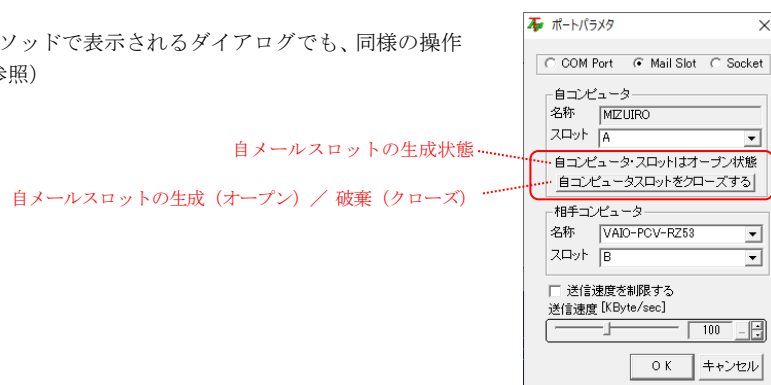 ソッドで表示されるダイアログでも、同様の操作
参照）
自メールスロットの生成状態
自メールスロットの生成（オープン）／ 破棄（クローズ）
ポートパラメタ
COM Port Mail Slot Socket
自コンピュータ
名称 MIZUIRO
スロット A
自コンピュータ・スロットはオープン状態
自コンピュータスロットをクローズする
相手コンピュータ
名称 VAIO-PCV-RZ53
スロット B
送信速度を制限する
送信速度 [KByte/sec]
100
ＯＫ キャンセル